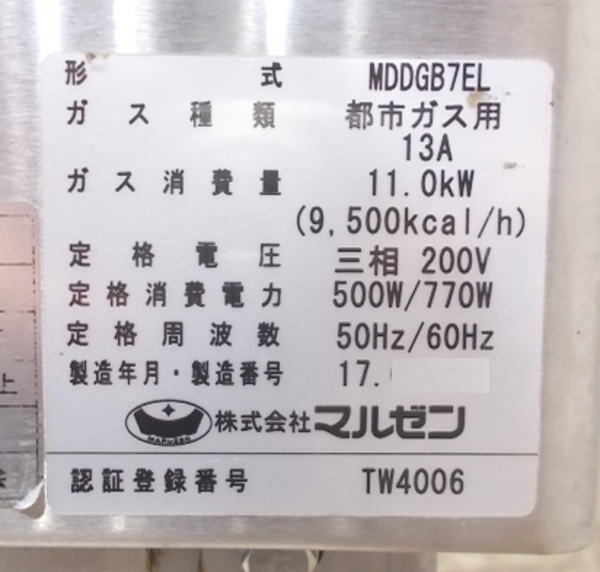 形式 MDDGB7EL
ガス種類 都市ガス用
13A
ガス消費量 11.0kW
(9,500kcal/h)
定格電圧 三相 200V
定格消費電力 500W/770W
定格周波数 50Hz/60Hz
製造年月・製造番号 17.
MARUZEN 株式会社マルゼン
認証登録番号 TW4006
上